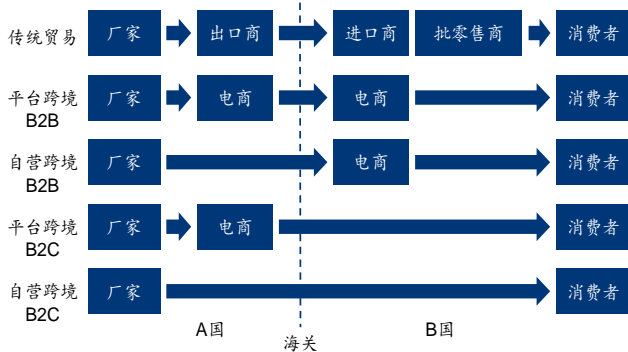 传统贸易 厂家 出口商 进口商 批零售商 消费者
平台跨境 厂家 电商 电商 消费者
B2B
自营跨境 厂家 电商 消费者
B2B
平台跨境 厂家 电商 消费者
B2C
自营跨境 厂家 消费者
B2C
A国 B国
海关